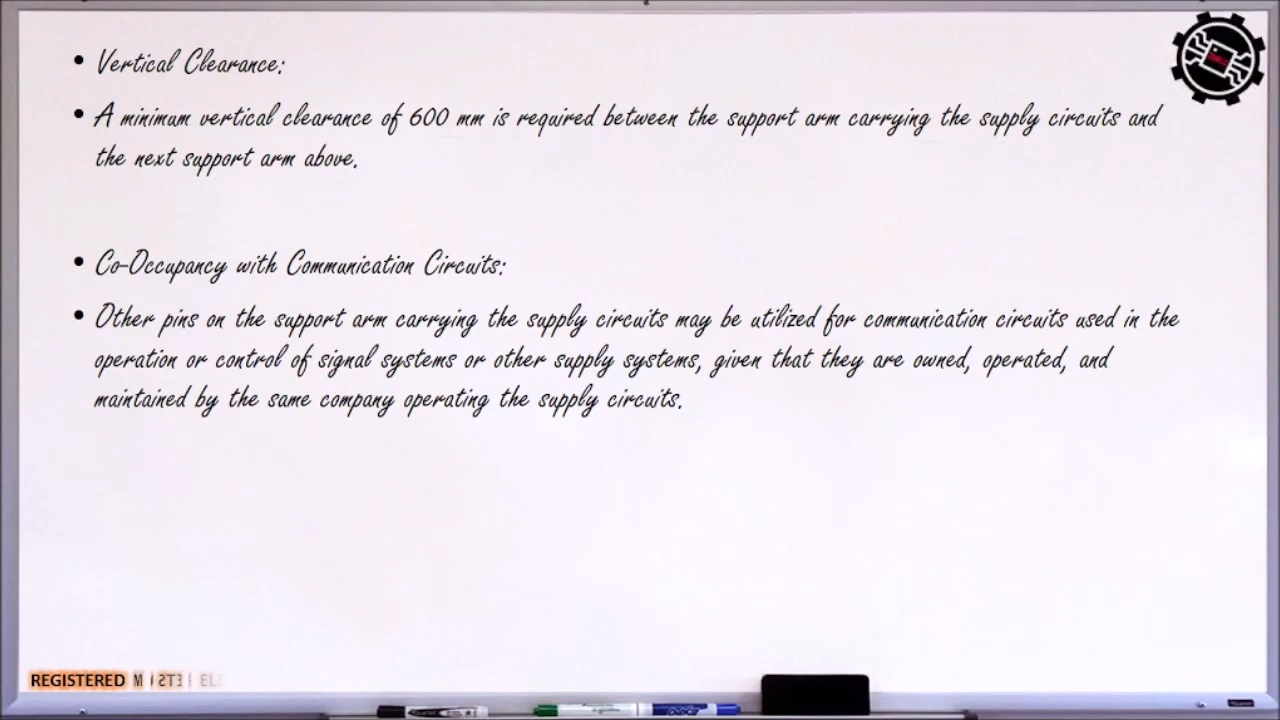 • Vertical Clearance:
• A minimum vertical clearance of 600 mm is required between the support arm carrying the supply circuits and
the next support arm above.
• Co-Occupancy with Communication Circuits:
• Other pins on the support arm carrying the supply circuits may be utilized for communication circuits used in the
operation or control of signal systems or other supply systems, given that they are owned, operated, and
maintained by the same company operating the supply circuits.
REGISTERED